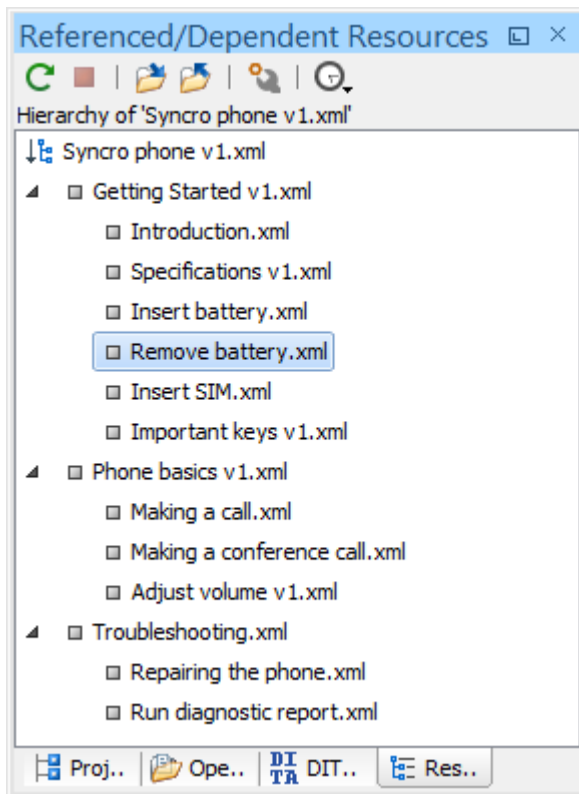 Referenced/Dependent Resources
Hierarchy of 'Syncro phone v1.xml'
Syncro phone v1.xml
Getting Started v1.xml
Introduction.xml
Specifications v1.xml
Insert battery.xml
Remove battery.xml
Insert SIM.xml
Important keys v1.xml
Phone basics v1.xml
Making a call.xml
Making a conference call.xml
Adjust volume v1.xml
Troubleshooting.xml
Repairing the phone.xml
Run diagnostic report.xml
Proj.. Ope.. DITA DIT.. Res..